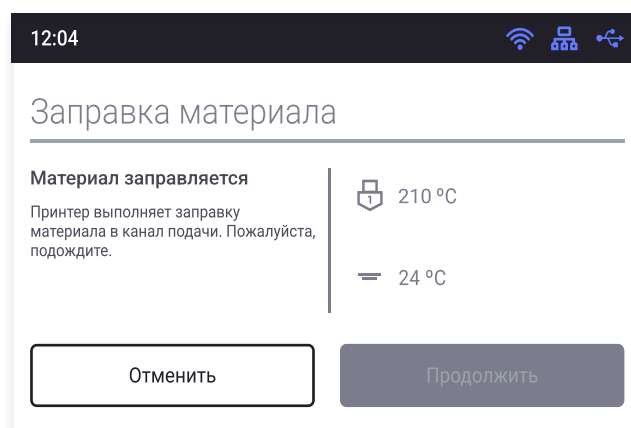 12:04
Заправка материала
Материал заправляется
Принтер выполняет заправку
материала в канал подачи. Пожалуйста,
подождите.
1
210 ºC
24 ºC
Отменить
Продолжить